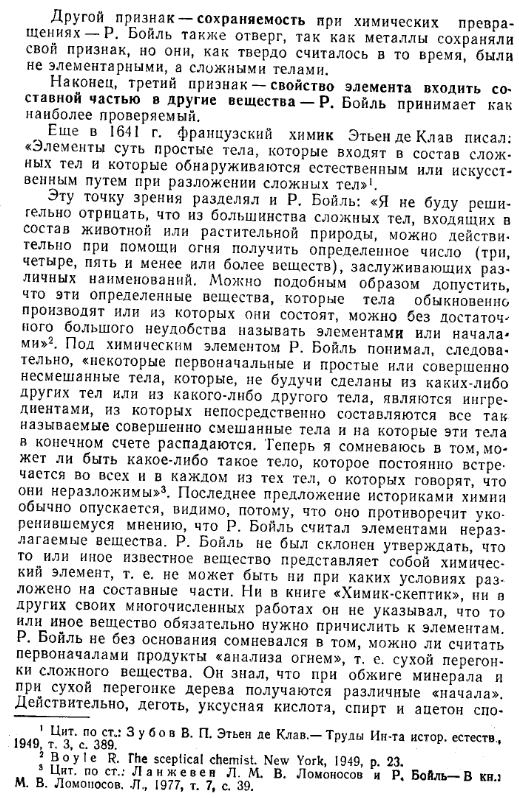 Другой признак — сохраняемость при химических превра-
щениях — Р. Бойль также отверг, так как металлы сохраняли
свой признак, но они, как твердо считалось в то время, были
не элементарными, а сложными телами.
Наконец, третий признак — свойство элемента входить со-
ставной частью в другие вещества — Р. Бойль принимает как
наиболее проверяемый.
Еще в 1641 г. французский химик Этьен де Клав писал:
«Элементы суть простые тела, которые входят в состав слож-
ных тел и которые обнаруживаются естественным или искусст-
венным путем при разложении сложных тел»¹.
Эту точку зрения разделял и Р. Бойль: «Я не буду реши-
тельно отрицать, что из большинства сложных тел, входящих в
состав животной или растительной природы, можно действи-
тельно при помощи огня получить определенное число (три,
четыре, пять и менее или более веществ), заслуживающих раз-
личных наименований. Можно подобным образом допустить,
что эти определенные вещества, которые тела обыкновенно
производят или из которых они состоят, можно без достаточ-
ного большого неудобства называть элементами или начала-
ми»². Под химическим элементом Р. Бойль понимал, следова-
тельно, «некоторые первоначальные и простые или совершенно
несмешанные тела, которые, не будучи сделаны из каких-либо
других тел или из какого-либо другого тела, являются ингре-
диентами, из которых непосредственно составляются все так
называемые совершенно смешанные тела и на которые эти тела
в конечном счете распадаются. Теперь я сомневаюсь в том, мо-
жет ли быть какое-либо такое тело, которое постоянно встре-
чается во всех и в каждом из тех тел, о которых говорят, что
они неразложимы»³. Последнее предложение историками химии
обычно опускается, видимо, потому, что оно противоречит уко-
ренившемуся мнению, что Р. Бойль считал элементами нераз-
лагаемые вещества. Р. Бойль не был склонен утверждать, что
то или иное известное вещество представляет собой химичес-
кий элемент, т. е. не может быть ни при каких условиях раз-
ложено на составные части. Ни в книге «Химик-скептик», ни в
других своих многочисленных работах он не указывал, что то
или иное вещество обязательно нужно причислить к элементам.
Р. Бойль не без основания сомневался в том, можно ли считать
первоначалами продукты «анализа огнем», т. е. сухой перегон-
ки сложного вещества. Он знал, что при обжиге минерала и
при сухой перегонке дерева получаются различные «начала».
Действительно, деготь, уксусная кислота, спирт и ацетон спо-
¹ Цит. по ст.: Зубов В. П. Этьен де Клав.— Труды Ин-та истор. естеств.,
1949, т. 3, с. 389.
² Boyle R. The sceptical chemist. New York, 1949, p. 23.
³ Цит. по ст.: Ланжевен Л. М. В. Ломоносов и Р. Бойль— В кн.:
М. В. Ломоносов. Л., 1977, т. 7, с. 39.